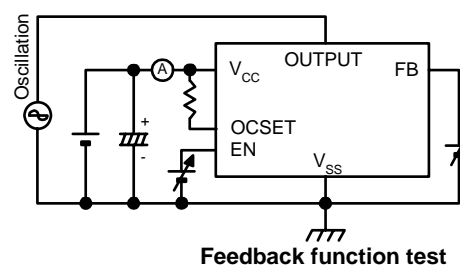 Oscillation
A
VCC
OUTPUT
FB
OCSET
EN
VSS
+
-
Feedback function test